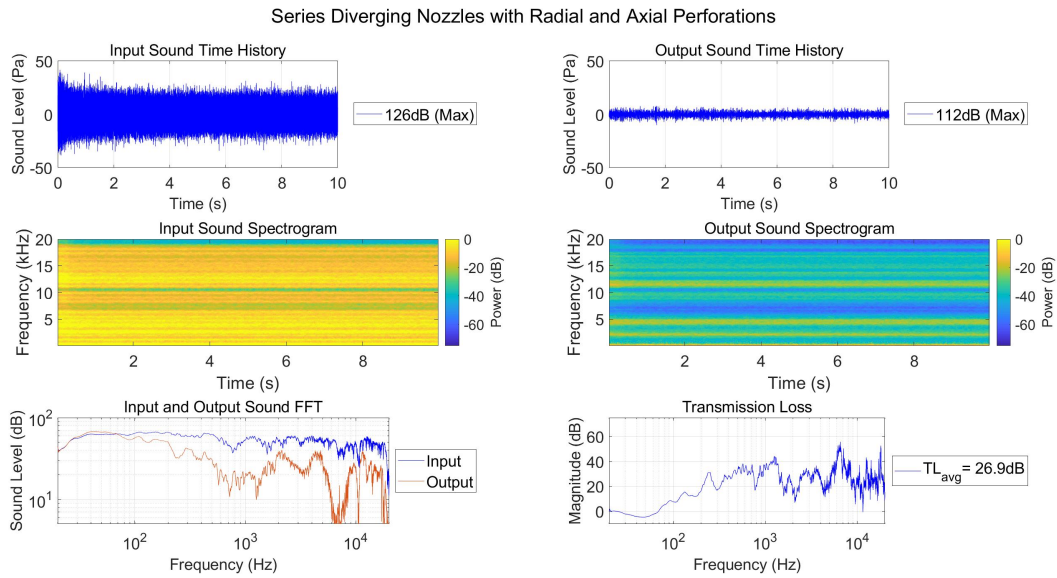 Series Diverging Nozzles with Radial and Axial Perforations
Input Sound Time History
Sound Level (Pa)
50
0
-50
0 2 4 6 8 10
Time (s)
126dB (Max)
Output Sound Time History
Sound Level (Pa)
50
0
-50
0 2 4 6 8 10
Time (s)
112dB (Max)
Input Sound Spectrogram
Frequency (kHz)
20
15
10
5
2 4 6 8
Time (s)
0
-20
-40
-60
Power (dB)
Output Sound Spectrogram
Frequency (kHz)
20
15
10
5
2 4 6 8
Time (s)
0
-20
-40
-60
Power (dB)
Input and Output Sound FFT
Sound Level (dB)
10²
10¹
10² 10³ 10⁴
Frequency (Hz)
Input
Output
Transmission Loss
Magnitude (dB)
60
40
20
0
10² 10³ 10⁴
Frequency (Hz)
TLavg = 26.9dB